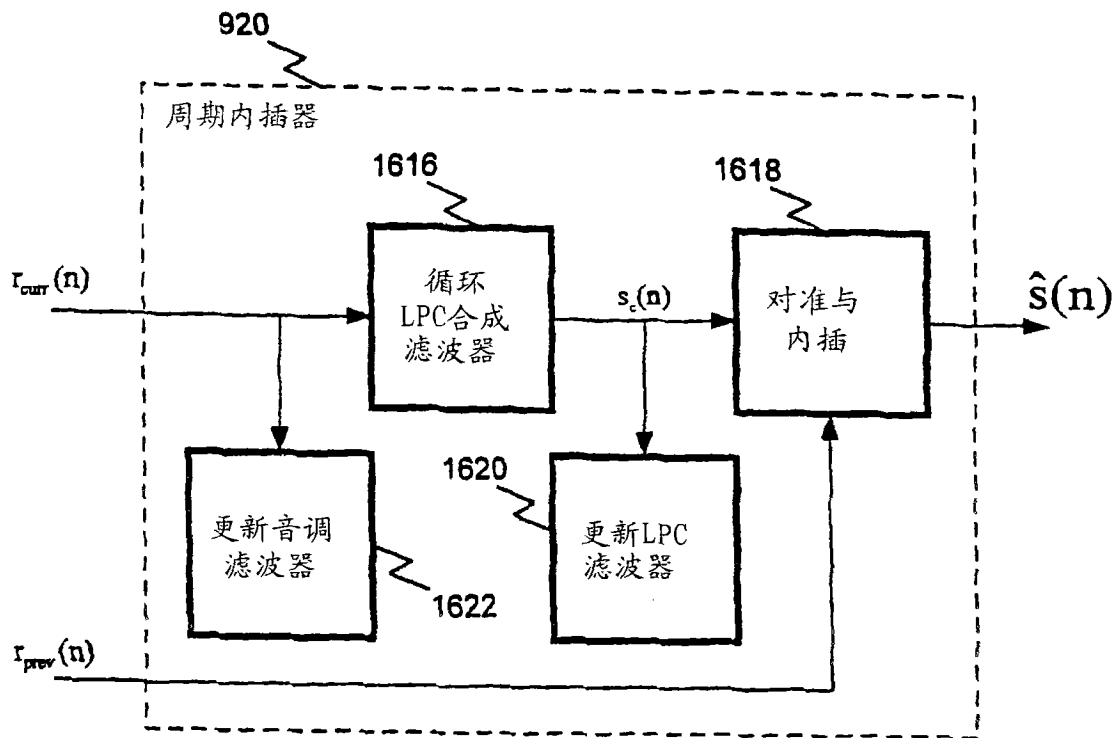 920
周期内插器
1616
1618
r_curr(n)
循环
LPC合成
滤波器
s_c(n)
对准与
内插
ŝ(n)
1620
更新音调
滤波器
更新LPC
滤波器
1622
r_prev(n)